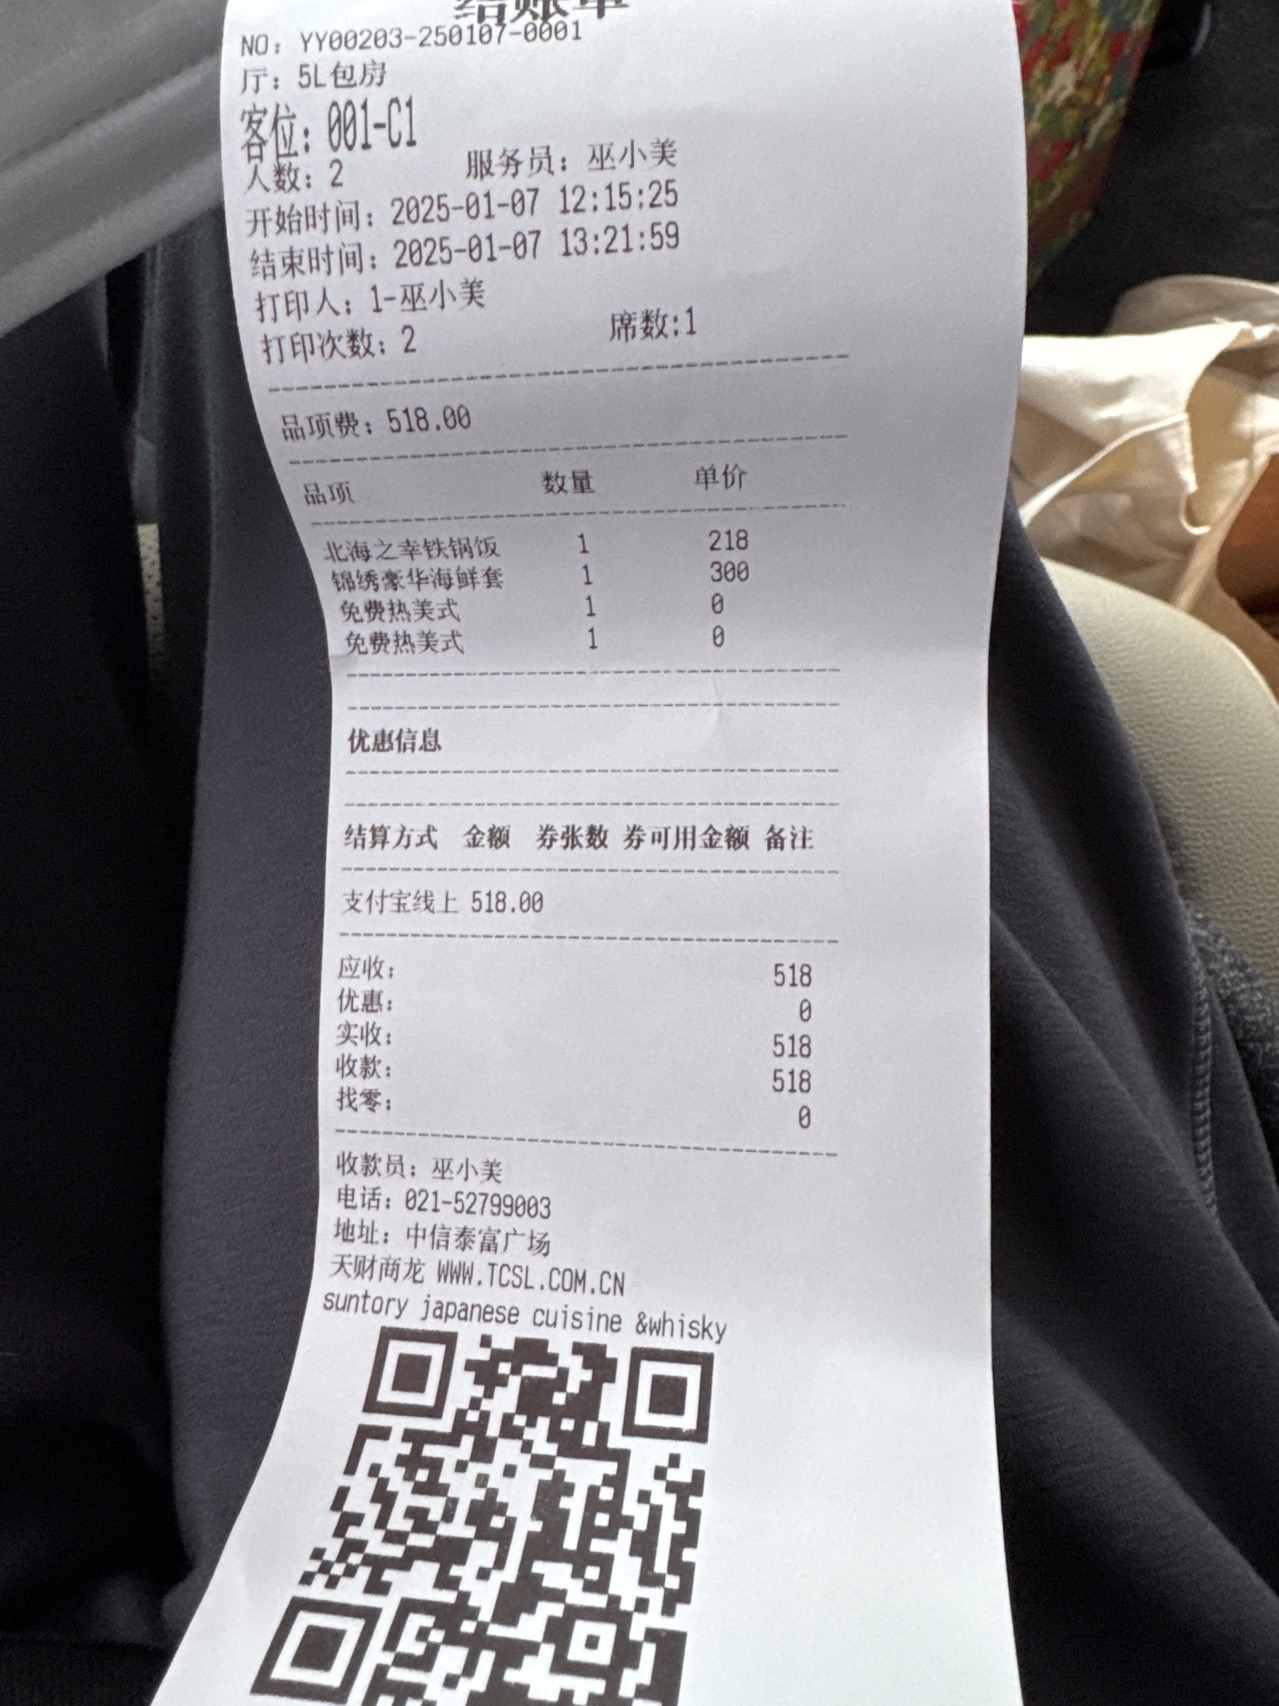 结账单
NO: YY00203-250107-0001
厅: 5L包房
客位: 001-C1
人数: 2 服务员: 巫小美
开始时间: 2025-01-07 12:15:25
结束时间: 2025-01-07 13:21:59
打印人: 1-巫小美
打印次数: 2 席数:1
品项费: 518.00
品项 数量 单价
北海之幸铁锅饭 1 218
锦绣豪华海鲜套 1 300
免费热美式 1 0
免费热美式 1 0
优惠信息
结算方式 金额 券张数 券可用金额 备注
支付宝线上 518.00
应收: 518
优惠: 0
实收: 518
收款: 518
找零: 0
收款员: 巫小美
电话: 021-52799003
地址: 中信泰富广场
天财商龙 WWW.TCSL.COM.CN
suntory japanese cuisine &whisky